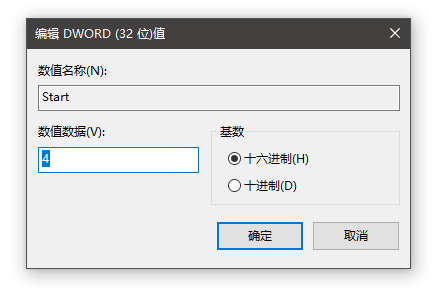 编辑 DWORD (32 位)值
数值名称(N):
Start
数值数据(V):
4
基数
十六进制(H)
十进制(D)
确定
取消